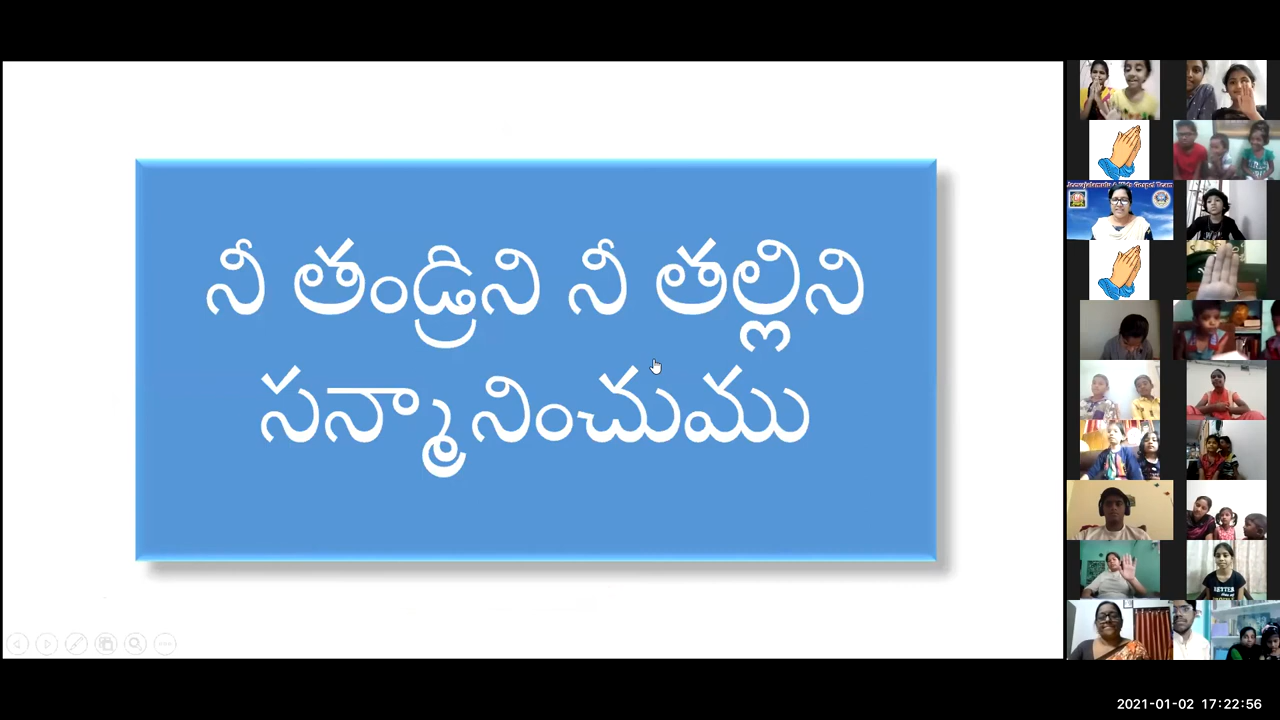 నీ తండ్రిని నీ తల్లిని
సన్మానించుము
2021-01-02 17:22:56